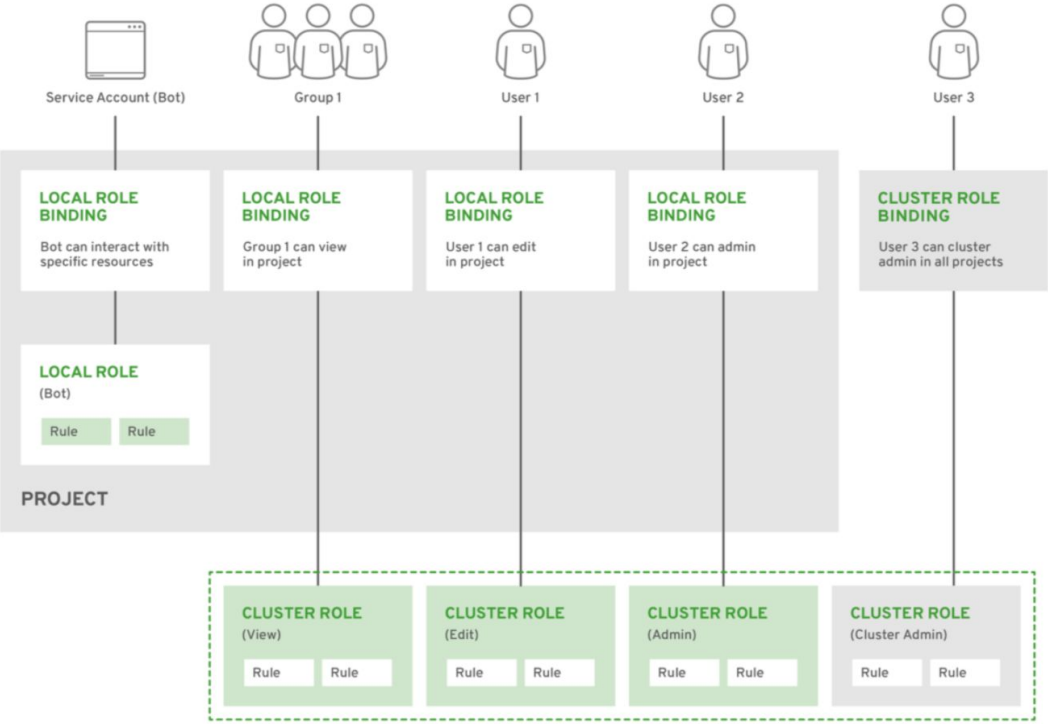 Service Account (Bot)
Group 1
User 1
User 2
User 3
LOCAL ROLE
BINDING
Bot can interact with
specific resources
LOCAL ROLE
BINDING
Group 1 can view
in project
LOCAL ROLE
BINDING
User 1 can edit
in project
LOCAL ROLE
BINDING
User 2 can admin
in project
CLUSTER ROLE
BINDING
User 3 can cluster
admin in all projects
LOCAL ROLE
(Bot)
Rule
Rule
PROJECT
CLUSTER ROLE
(View)
Rule
Rule
CLUSTER ROLE
(Edit)
Rule
Rule
CLUSTER ROLE
(Admin)
Rule
Rule
CLUSTER ROLE
(Cluster Admin)
Rule
Rule